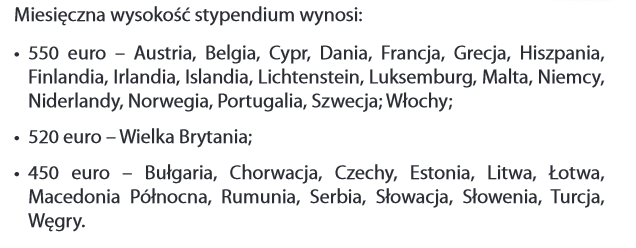 Miesięczna wysokość stypendium wynosi:
• 550 euro – Austria, Belgia, Cypr, Dania, Francja, Grecja, Hiszpania,
Finlandia, Irlandia, Islandia, Lichtenstein, Luksemburg, Malta, Niemcy,
Niderlandy, Norwegia, Portugalia, Szwecja; Włochy;
• 520 euro – Wielka Brytania;
• 450 euro – Bułgaria, Chorwacja, Czechy, Estonia, Litwa, Łotwa,
Macedonia Północna, Rumunia, Serbia, Słowacja, Słowenia, Turcja,
Węgry.